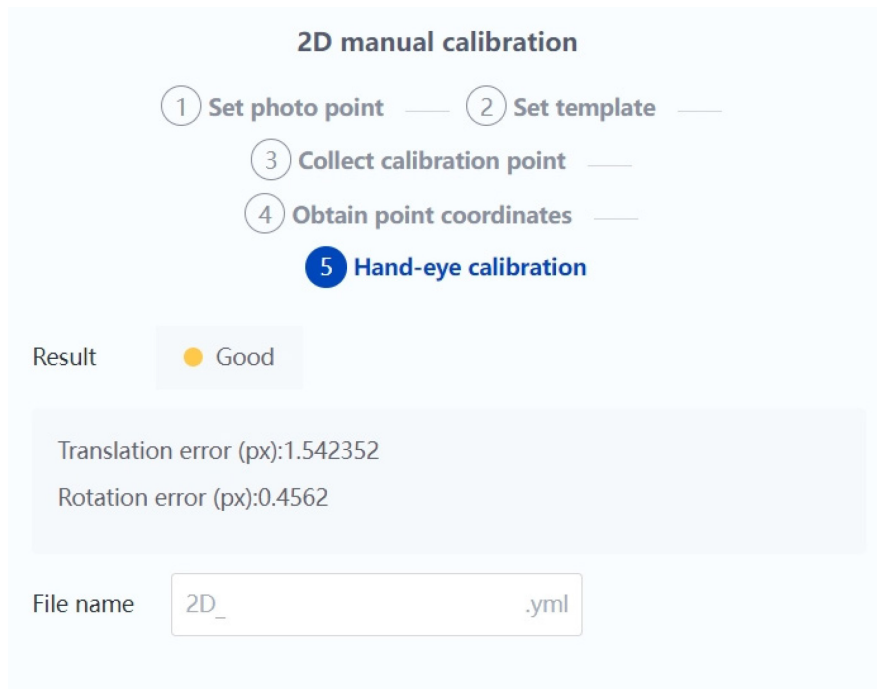 2D manual calibration
1 Set photo point 2 Set template
3 Collect calibration point
4 Obtain point coordinates
5 Hand-eye calibration
Result Good
Translation error (px):1.542352
Rotation error (px):0.4562
File name 2D_ .yml